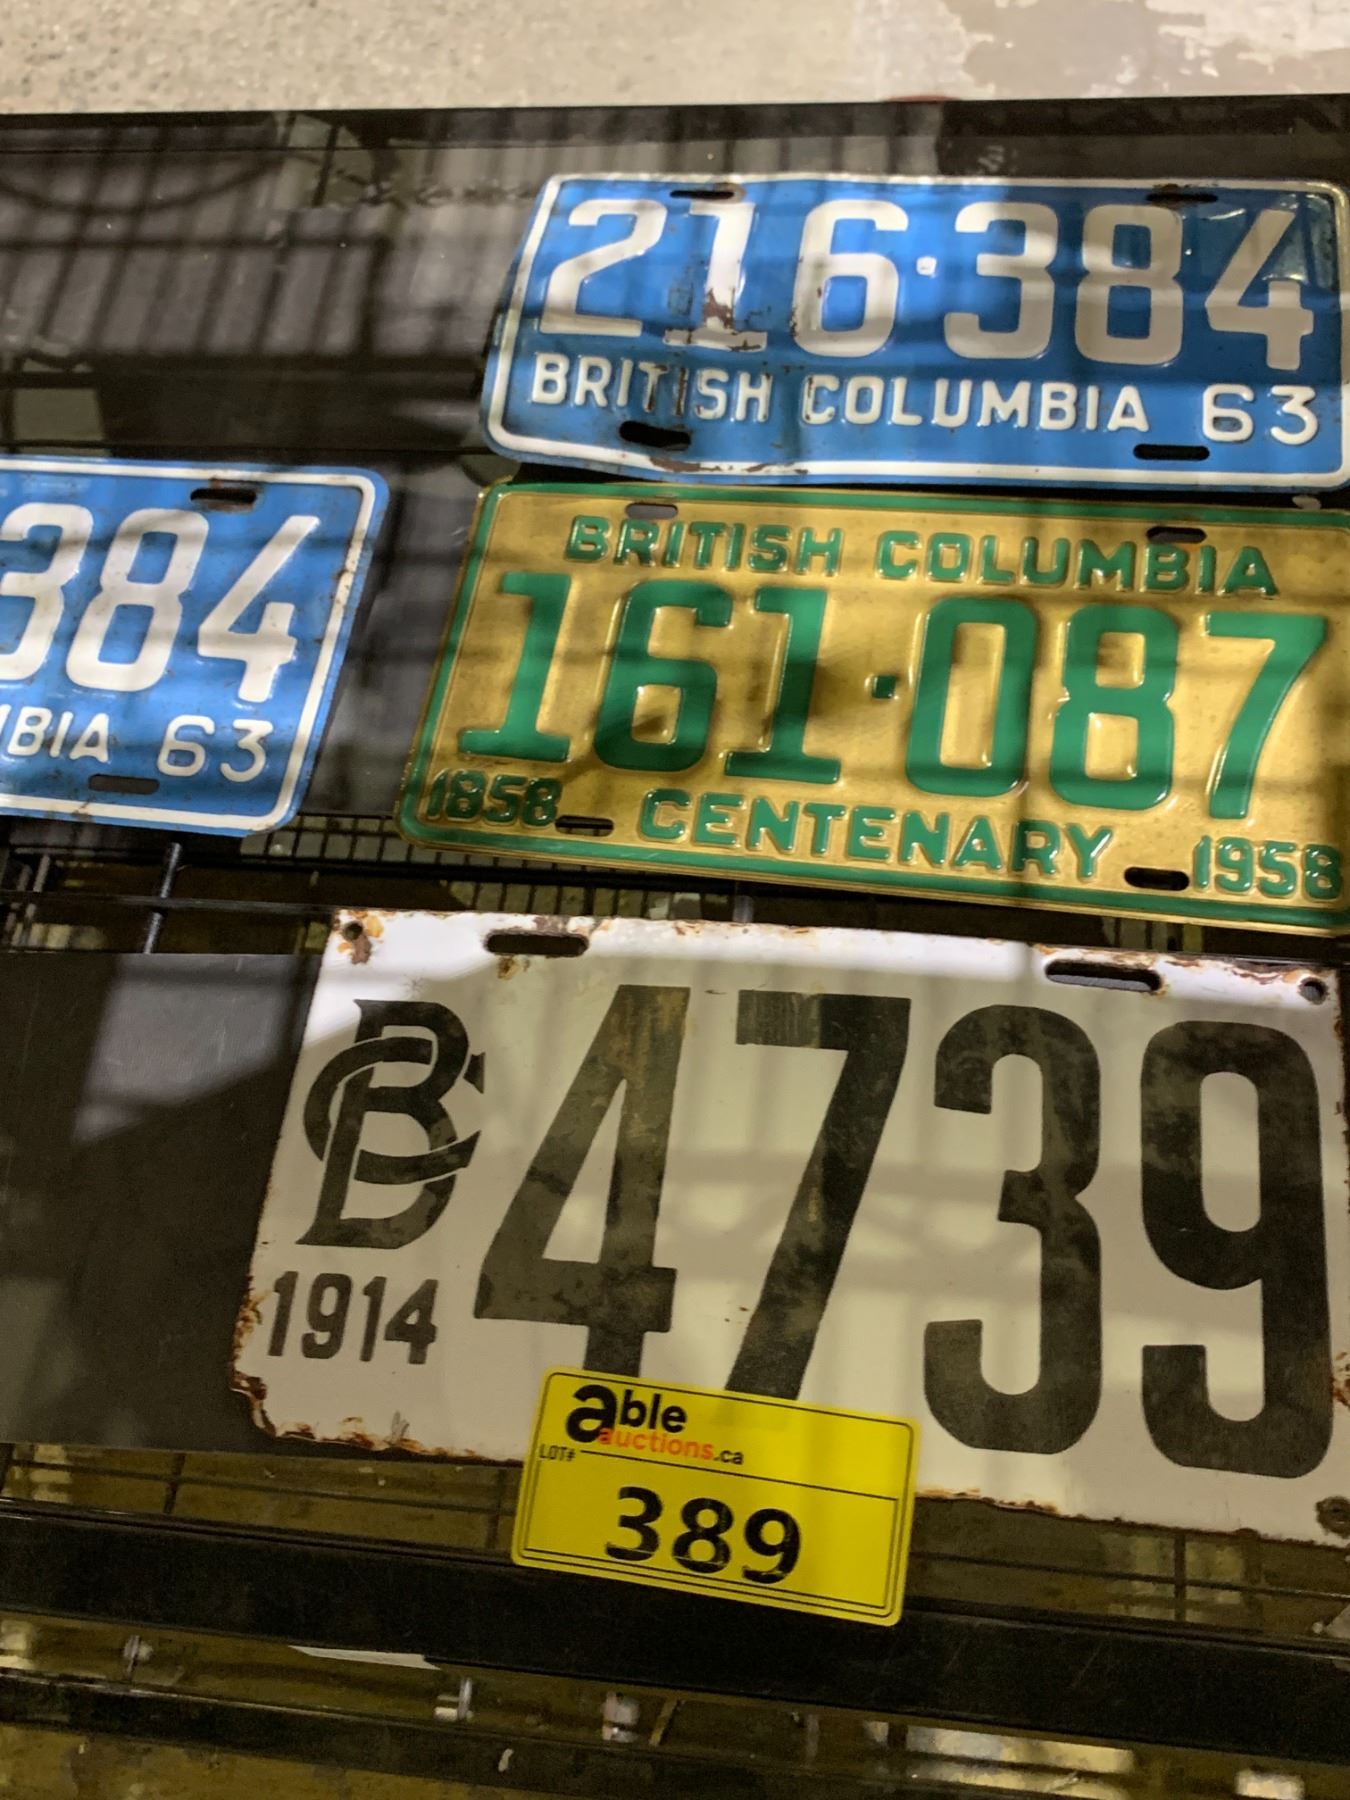 216·384
BRITISH COLUMBIA 63
384
BIA 63
BRITISH COLUMBIA
161·087
1858 CENTENARY 1958
BC 4739
1914
able
auctions.ca
LOT#
389